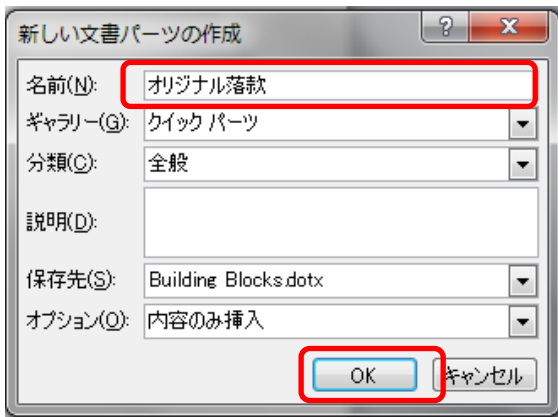 新しい文書パーツの作成
名前(N): オリジナル落款
ギャラリー(G): クイック パーツ
分類(C): 全般
説明(D):
保存先(S): Building Blocks.dotx
オプション(O): 内容のみ挿入
OK キャンセル